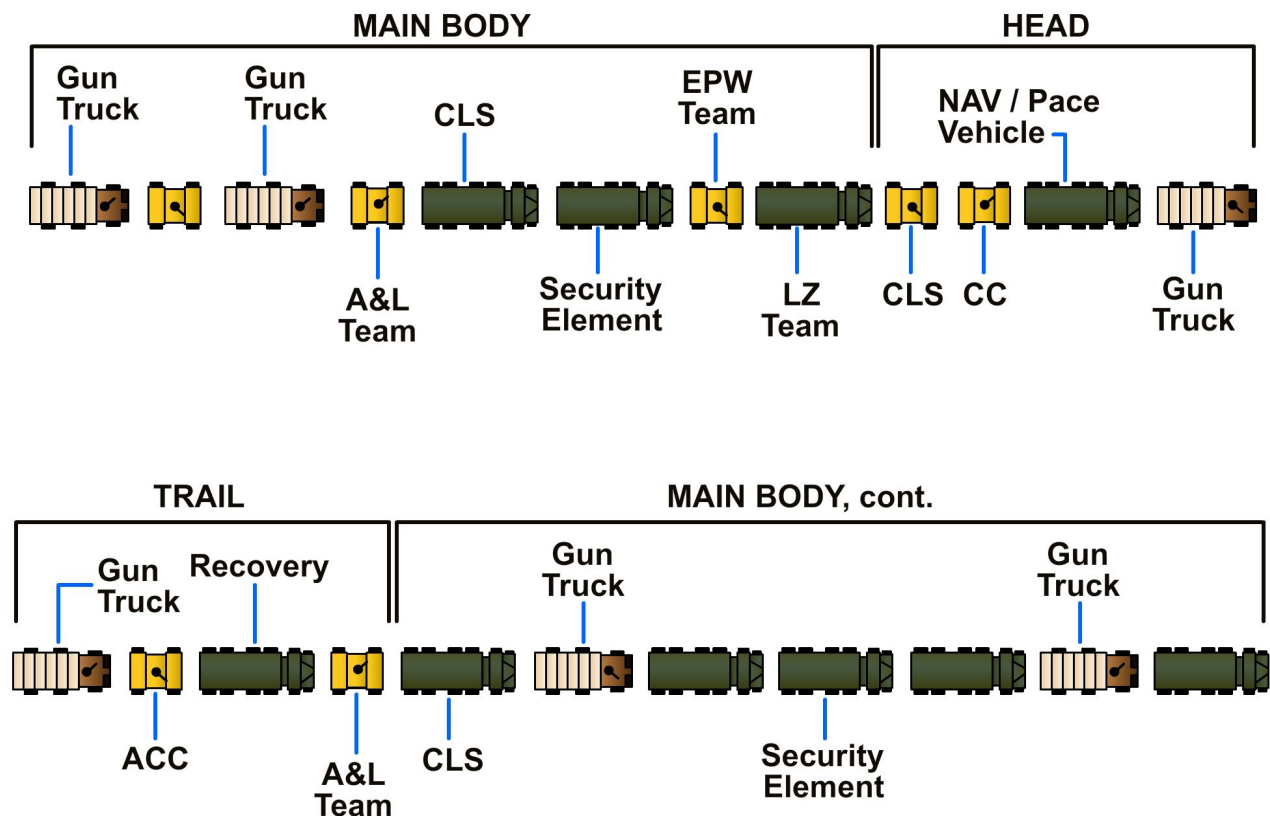 MAIN BODY
HEAD
Gun
Truck
Gun
Truck
CLS
EPW
Team
NAV / Pace
Vehicle
A&L
Team
Security
Element
LZ
Team
CLS
CC
Gun
Truck
TRAIL
MAIN BODY, cont.
Gun
Truck
Recovery
Gun
Truck
Gun
Truck
ACC
A&L
Team
CLS
Security
Element